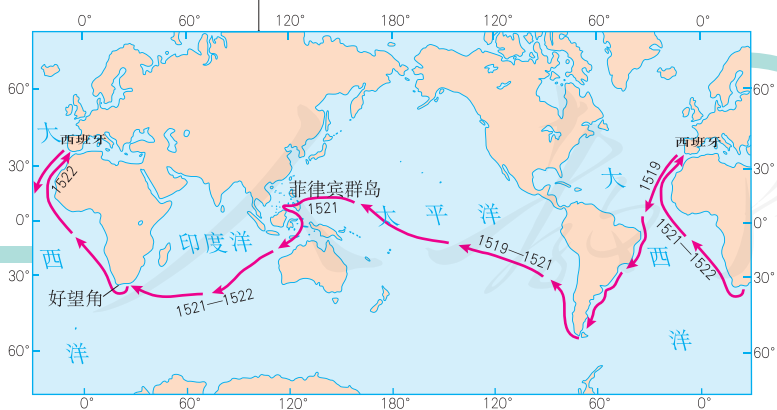 0° 60° 120° 180° 120° 60° 0°
60° 60°
大
西班牙 西班牙
30° 30°
1522 1519
大
菲律宾群岛
1521
太 平 洋
0° 0°
印度洋
1519—1521
1521—1522
西 西
30° 30°
好望角
1521—1522
洋 洋
60° 60°
0° 60° 120° 180° 120° 60° 0°